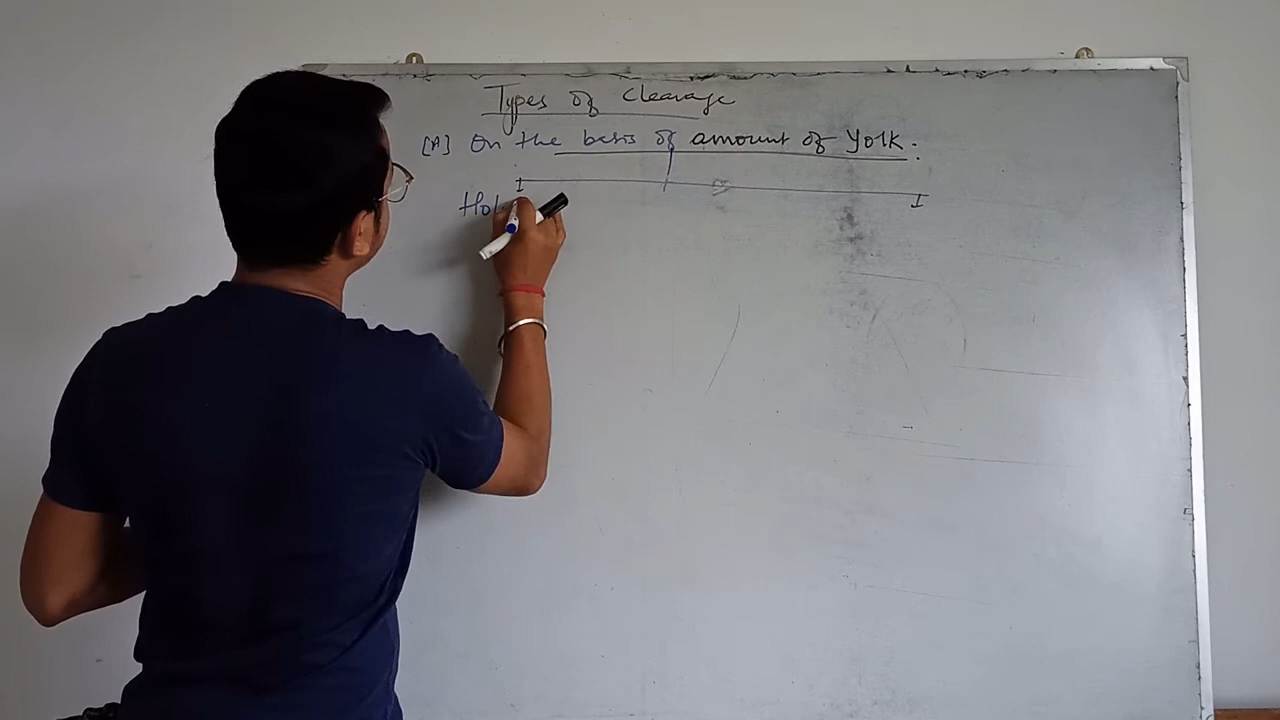 Types of Cleavage
[A] On the basis of amount of Yolk.
Hol